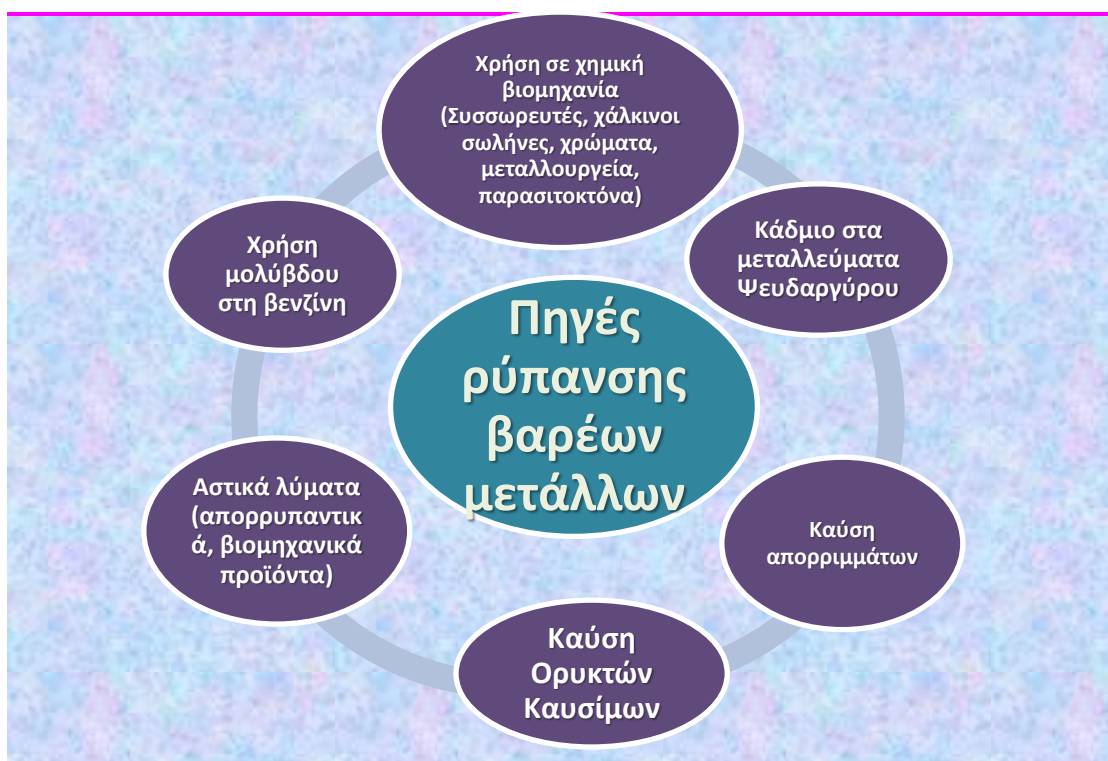 Χρήση σε χημική
βιομηχανία
(Συσσωρευτές, χάλκινοι
σωλήνες, χρώματα,
μεταλλουργεία,
παρασιτοκτόνα)
Κάδμιο στα
μεταλλεύματα
Ψευδαργύρου
Καύση
απορριμμάτων
Καύση
Ορυκτών
Καυσίμων
Αστικά λύματα
(απορρυπαντικ
ά, βιομηχανικά
προϊόντα)
Χρήση
μολύβδου
στη βενζίνη
Πηγές
ρύπανσης
βαρέων
μετάλλων